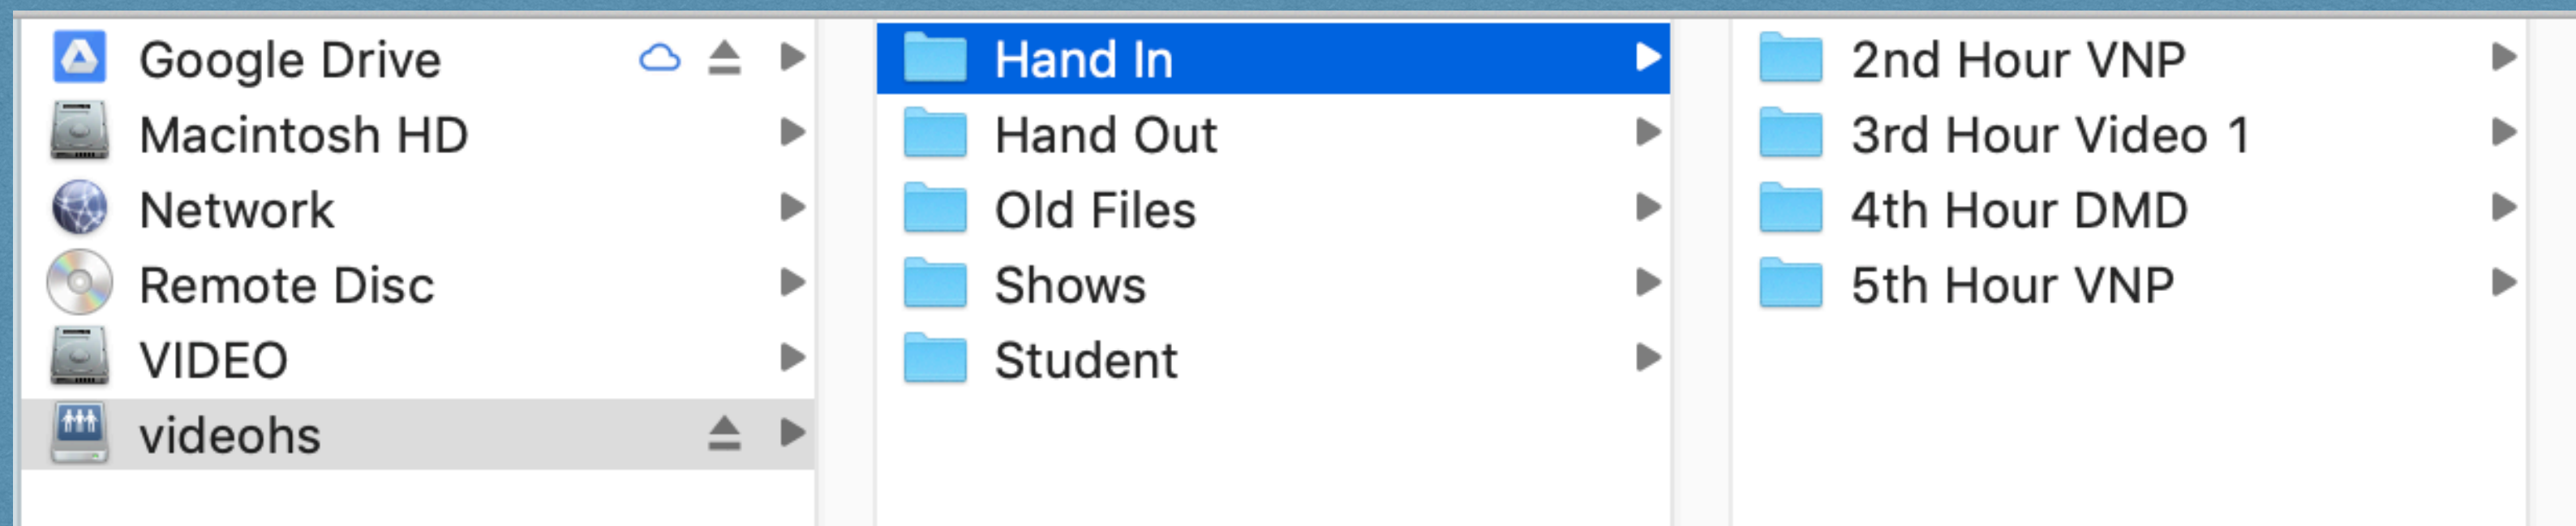 Google Drive
Macintosh HD
Network
Remote Disc
VIDEO
videohs
Hand In
Hand Out
Old Files
Shows
Student
2nd Hour VNP
3rd Hour Video 1
4th Hour DMD
5th Hour VNP